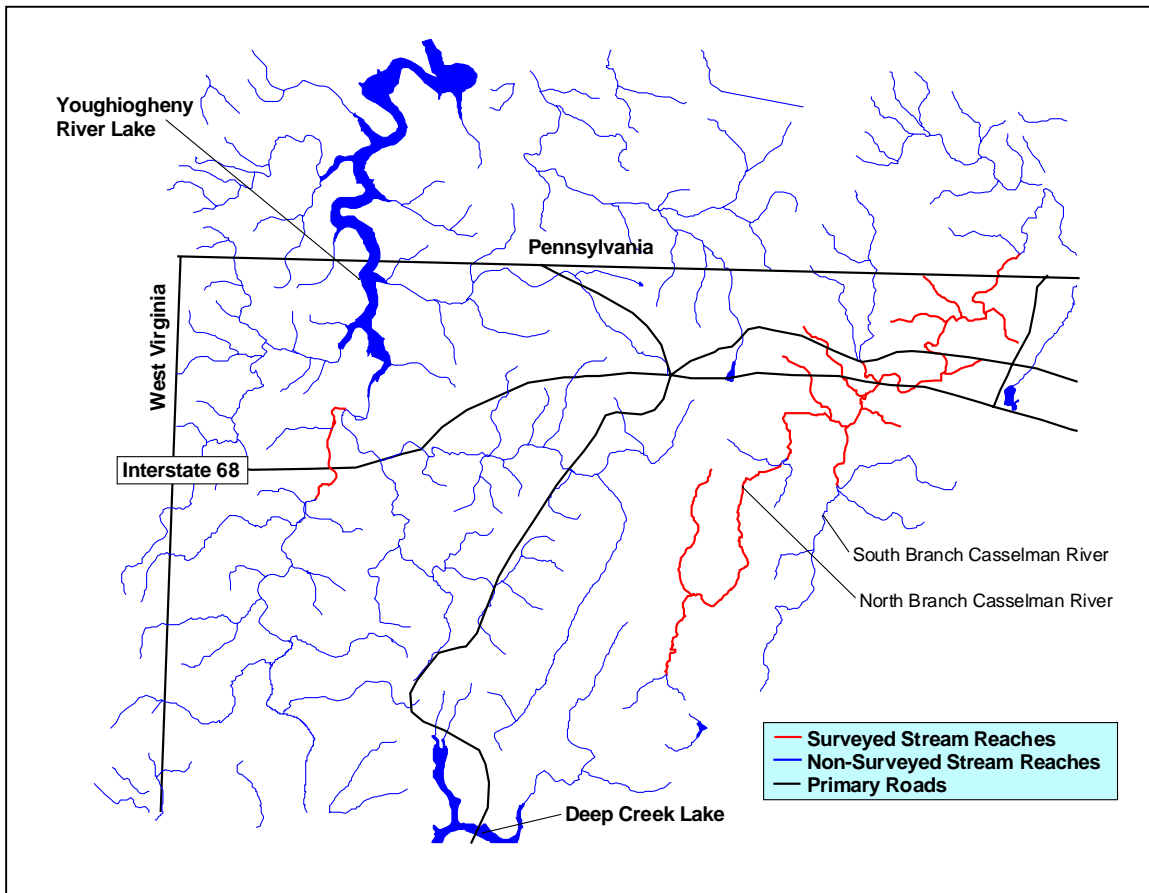 Youghiogheny
River Lake
Pennsylvania
West Virginia
Interstate 68
South Branch Casselman River
North Branch Casselman River
Surveyed Stream Reaches
Non-Surveyed Stream Reaches
Primary Roads
Deep Creek Lake